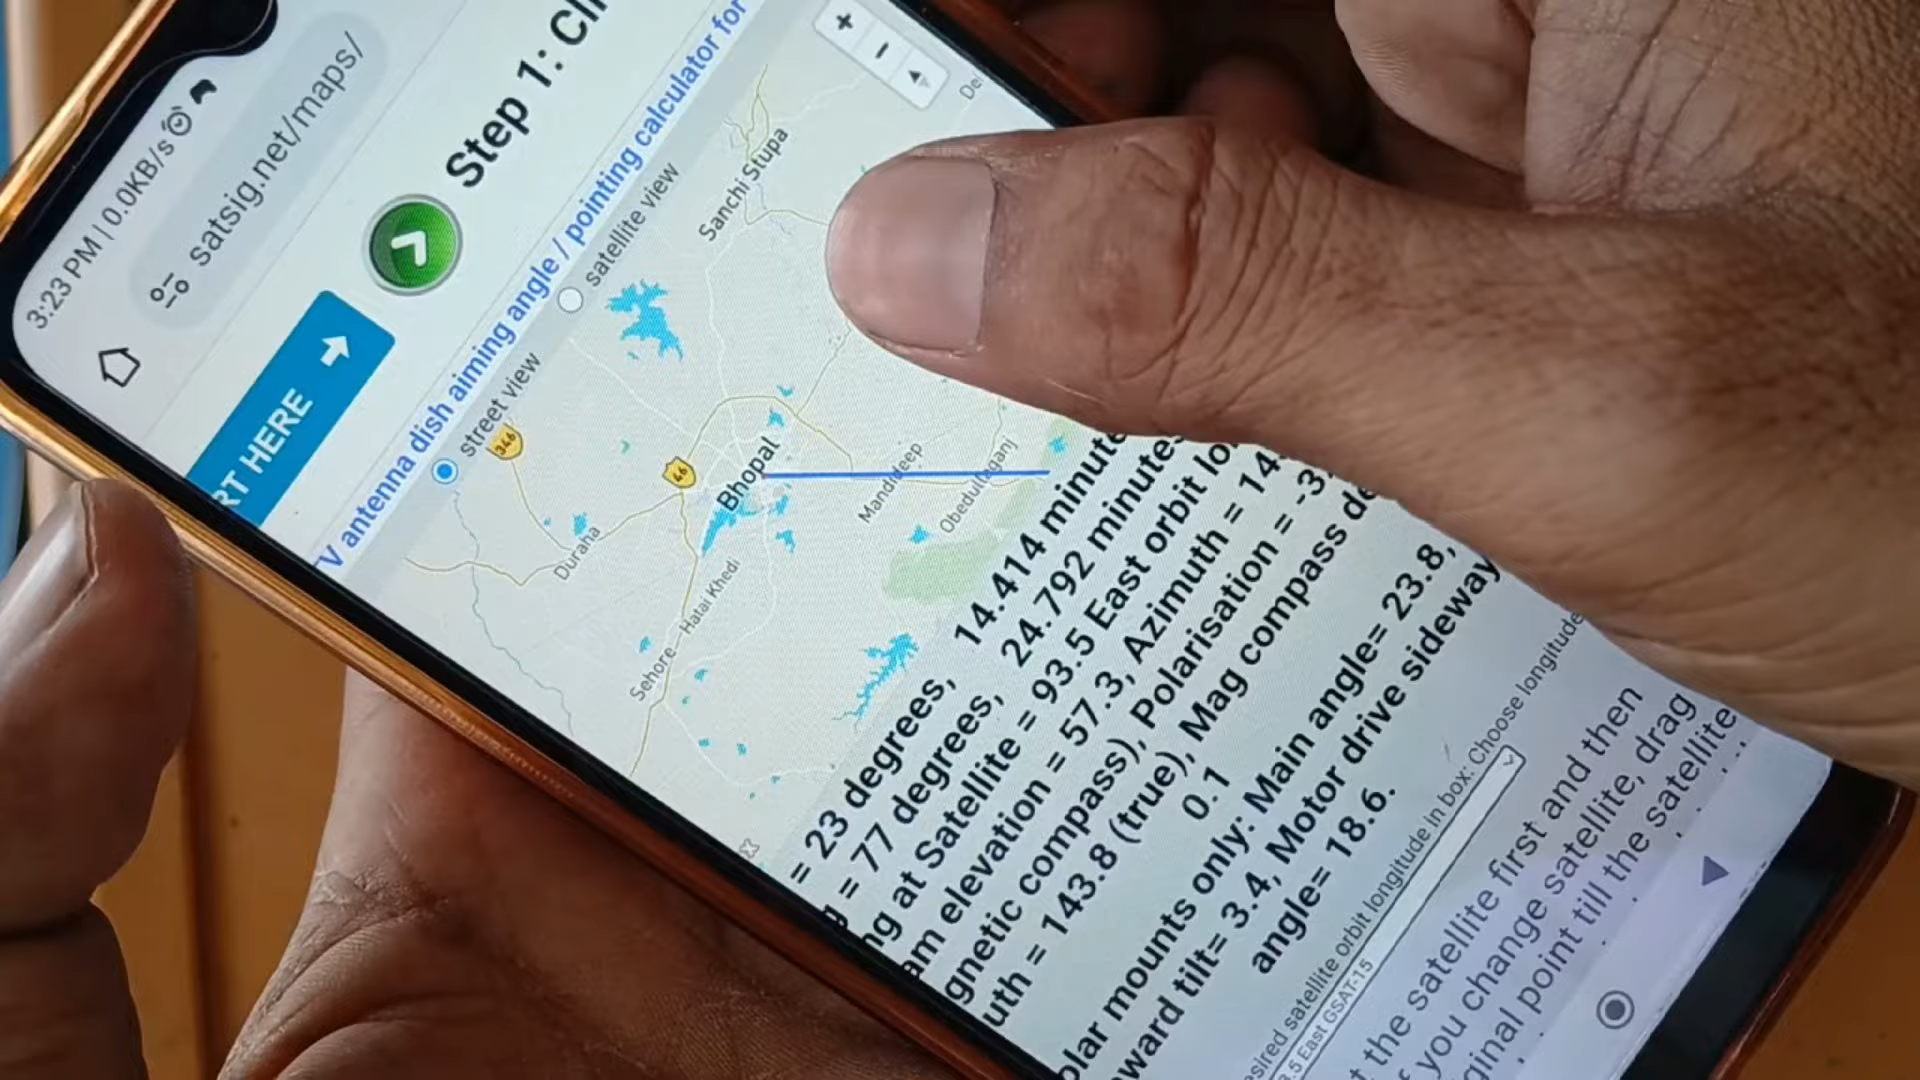 3:23 PM | 0.0KB/s
satsig.net/maps/
RT HERE
Step 1: Cli
TV antenna dish aiming angle / pointing calculator for
street view
satellite view
+
-
346
46
Sanchi Stupa
Bhopal
Mandideep
Obedullaganj
Duraha
Hatai Khedi
Sehore
= 23 degrees, 14.414 minute
= 77 degrees, 24.792 minutes
ng at Satellite = 93.5 East orbit lo
am elevation = 57.3, Azimuth = 14
gnetic compass), Polarisation = -3
uth = 143.8 (true), Mag compass de
0.1
olar mounts only: Main angle= 23.8,
ward tilt= 3.4, Motor drive sideway
angle= 18.6.
esired satellite orbit longitude in box: Choose longitude
3.5 East GSAT-15
t the satellite first and then
f you change satellite, drag
ginal point till the satellite